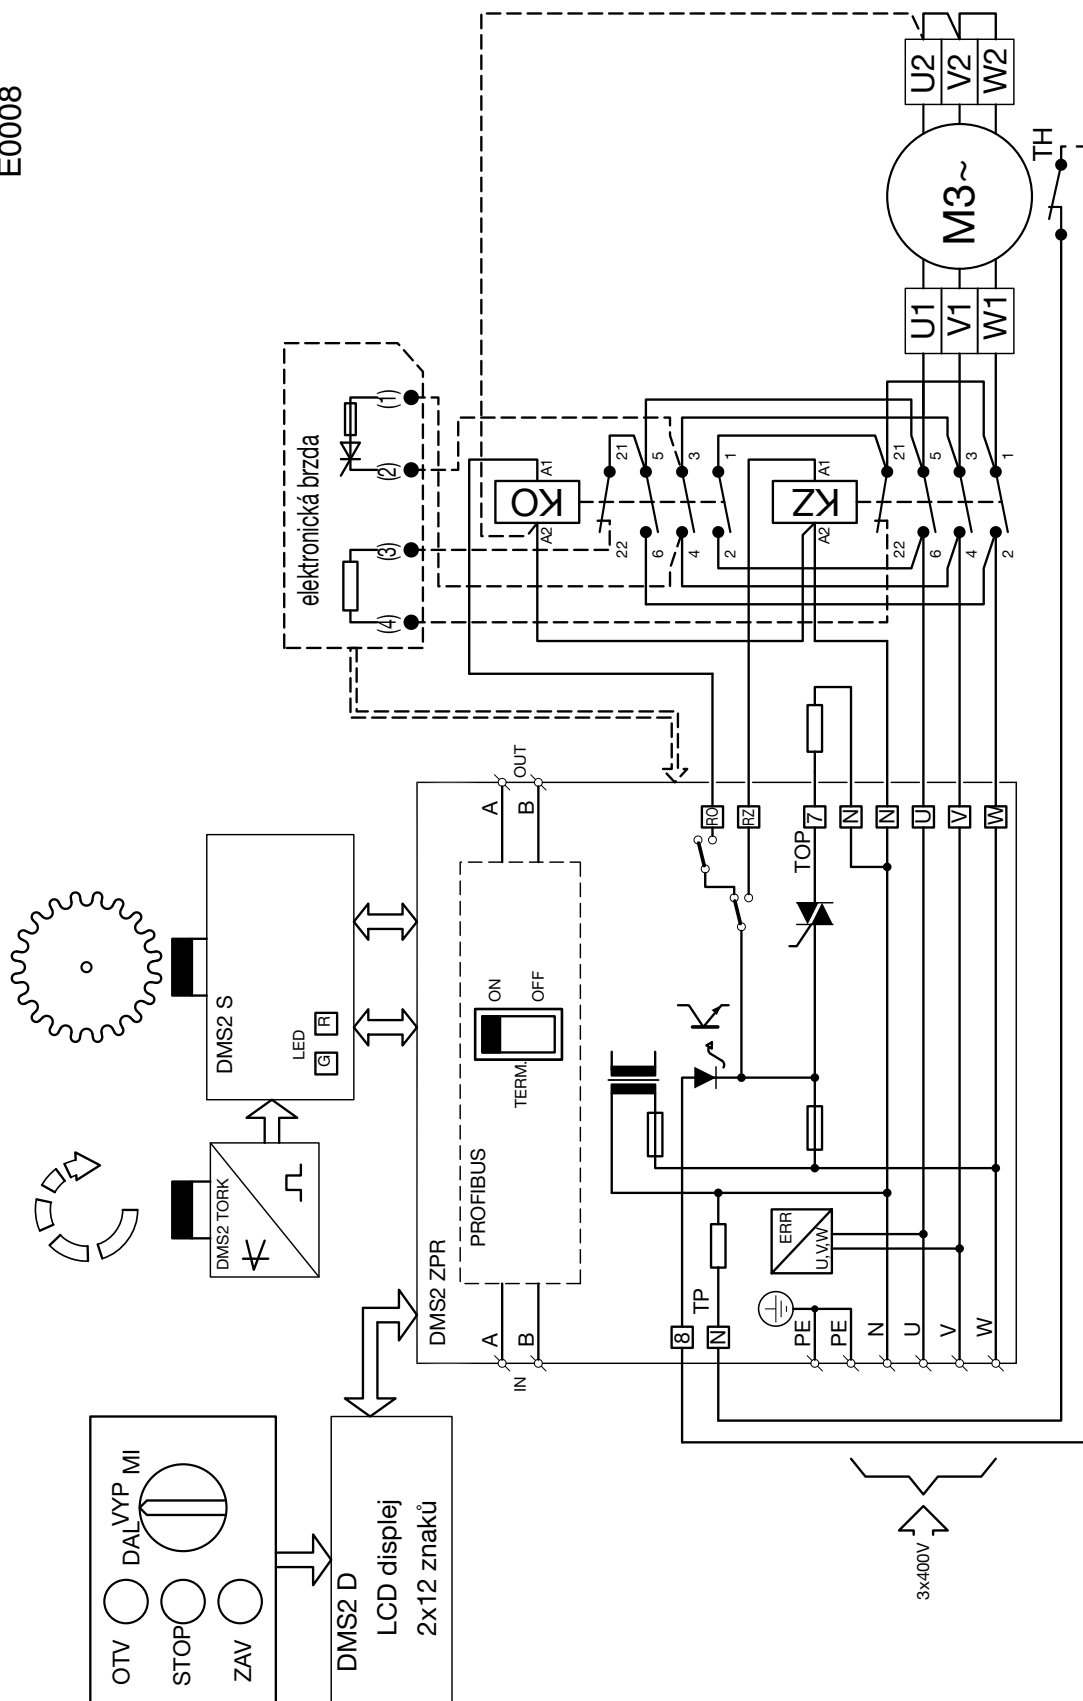 E0008
OTV
STOP
ZAV
DAL
VYP
MI
DMS2 D
LCD displej
2x12 znaků
DMS2 TORK
DMS2 S
LED
G
R
DMS2 ZPR
PROFIBUS
TERM.
ON
OFF
A
B
IN
A
B
OUT
elektronická brzda
(4)
(3)
(2)
(1)
KO
A2
A1
22
21
6
5
4
3
2
1
KZ
A2
A1
22
21
6
5
4
3
2
1
RO
RZ
TOP
7
N
N
U
V
W
8
TP
N
ERR
U,V,W
PE
PE
N
U
V
W
3x400V
U1
V1
W1
M3~
U2
V2
W2
TH